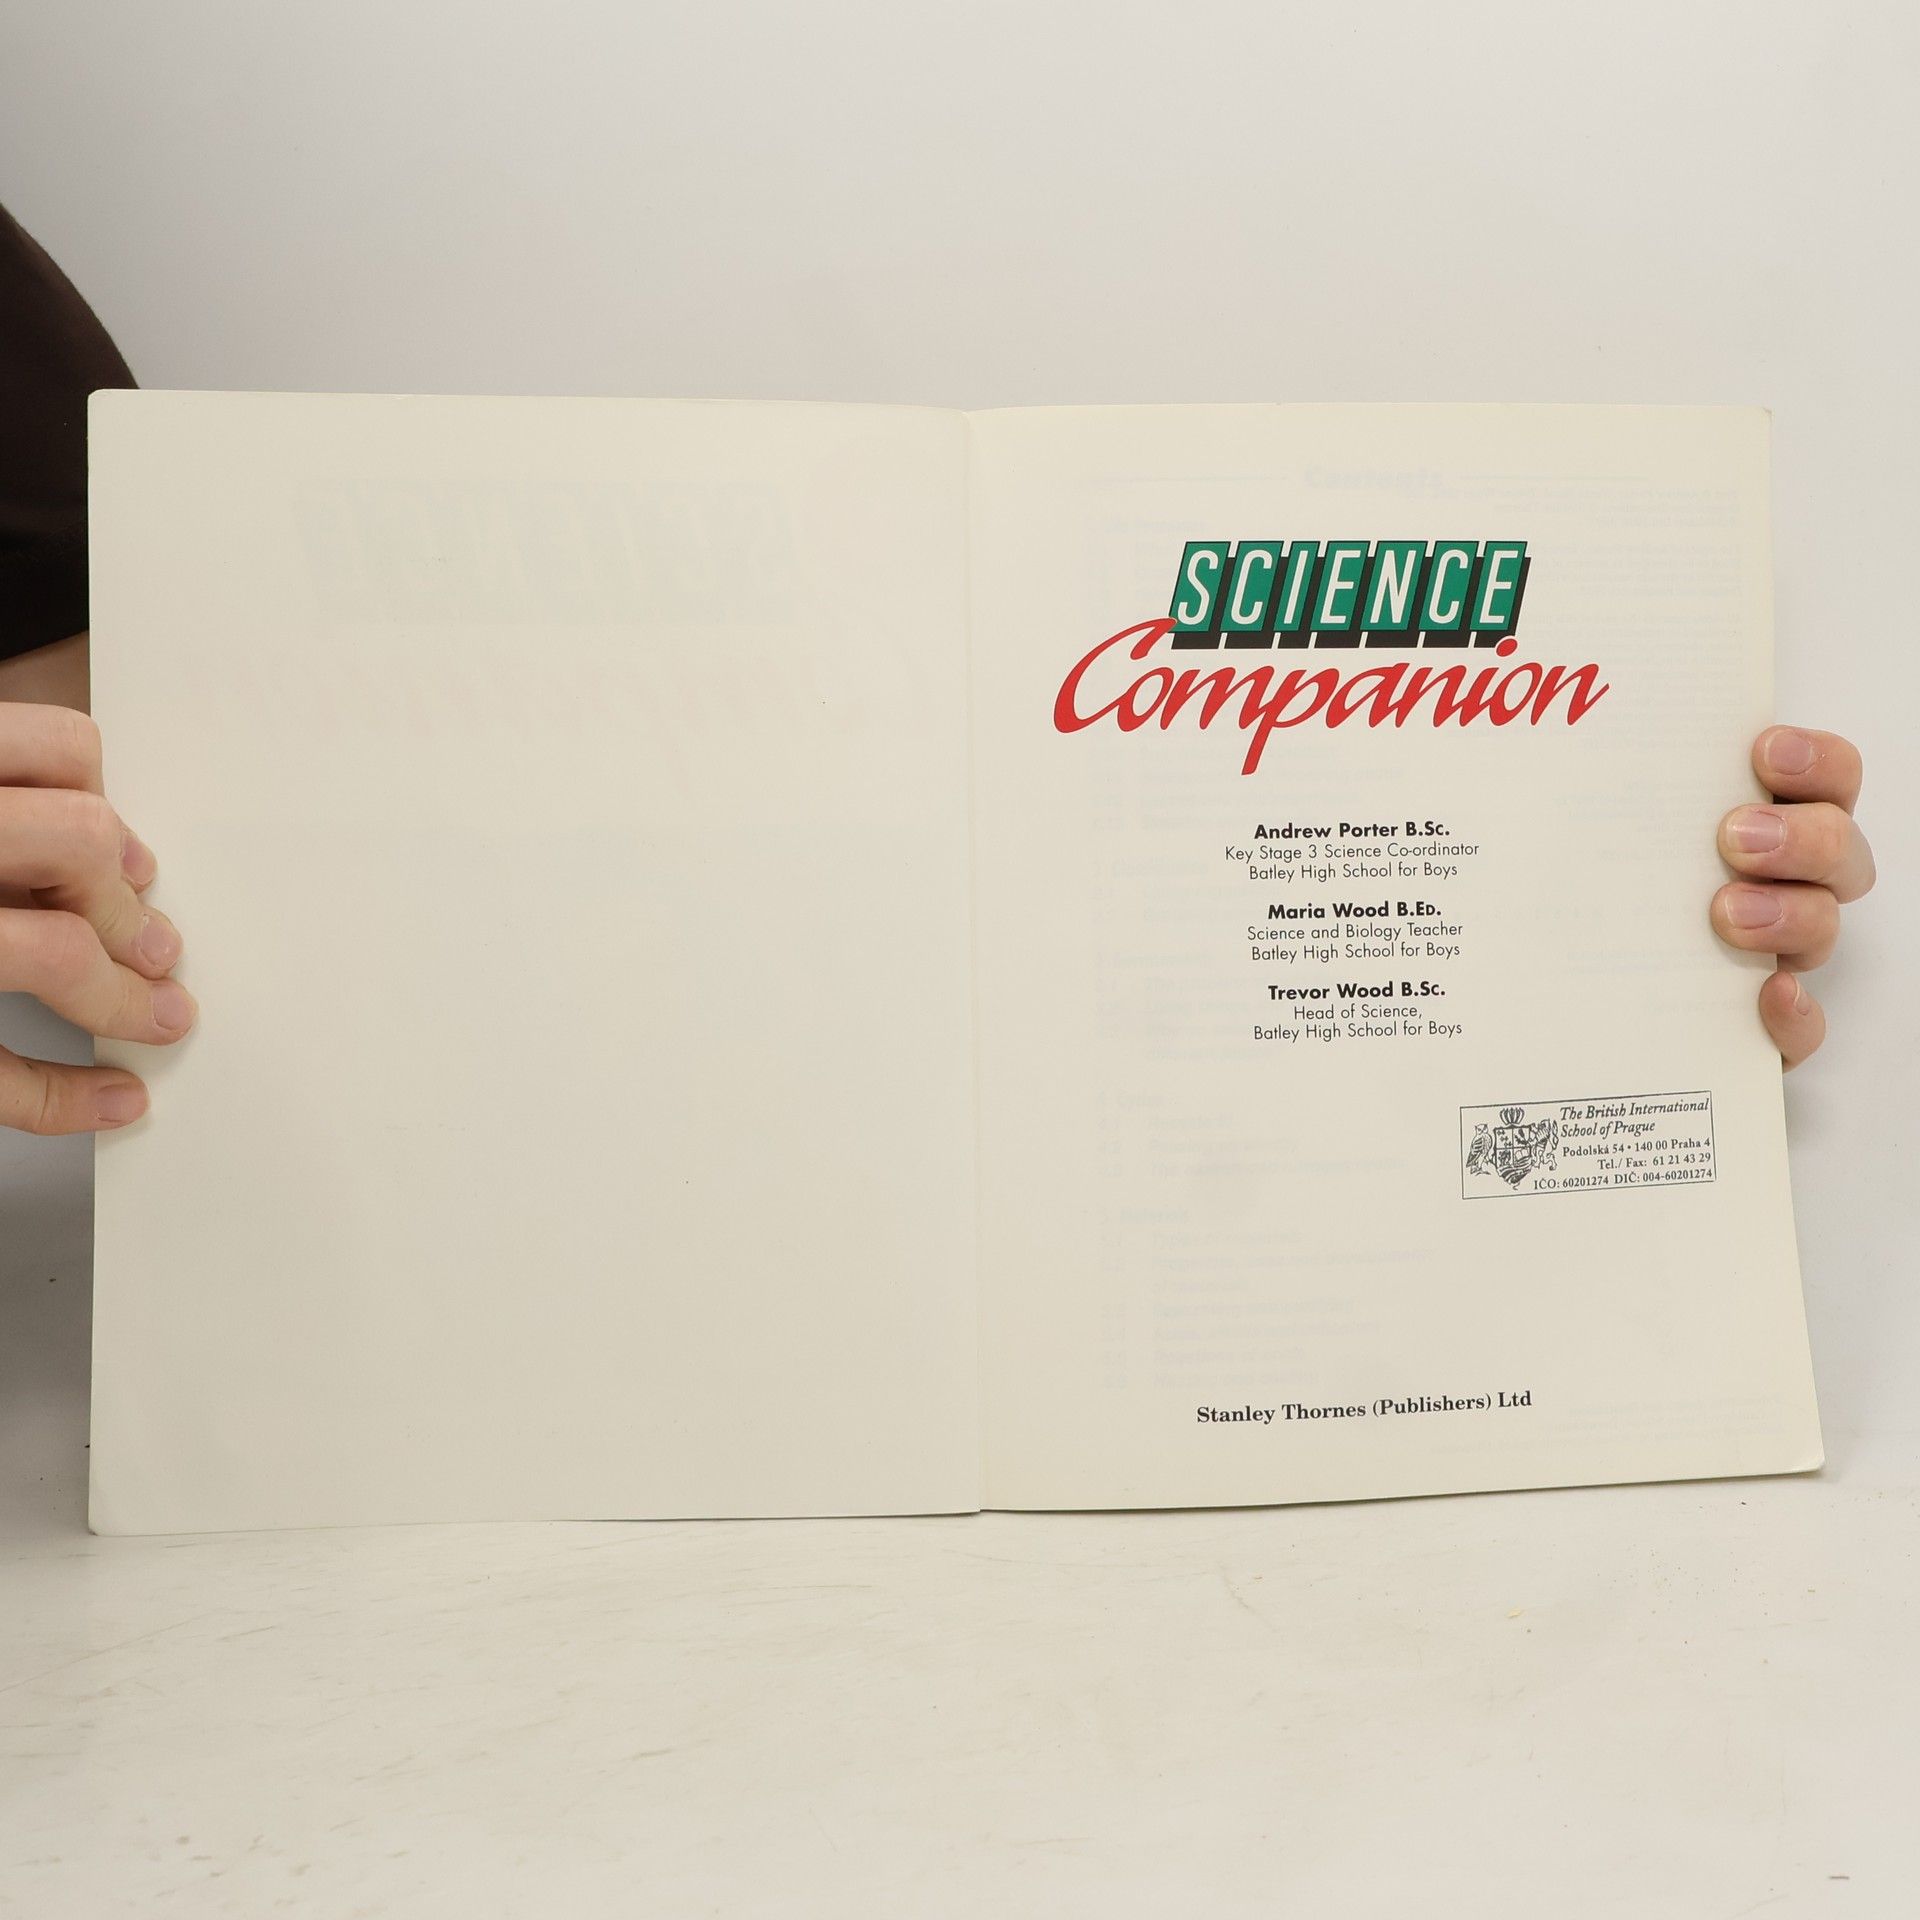 SCIENCE
Companion
Andrew Porter B.Sc.
Key Stage 3 Science Co-ordinator
Batley High School for Boys
Maria Wood B.Ed.
Science and Biology Teacher
Batley High School for Boys
Trevor Wood B.Sc.
Head of Science,
Batley High School for Boys
The British International
School of Prague
Podolská 54 • 140 00 Praha 4
Tel./ Fax: 61 21 43 29
IČO: 60201274 DIČ: 004-60201274
Stanley Thornes (Publishers) Ltd